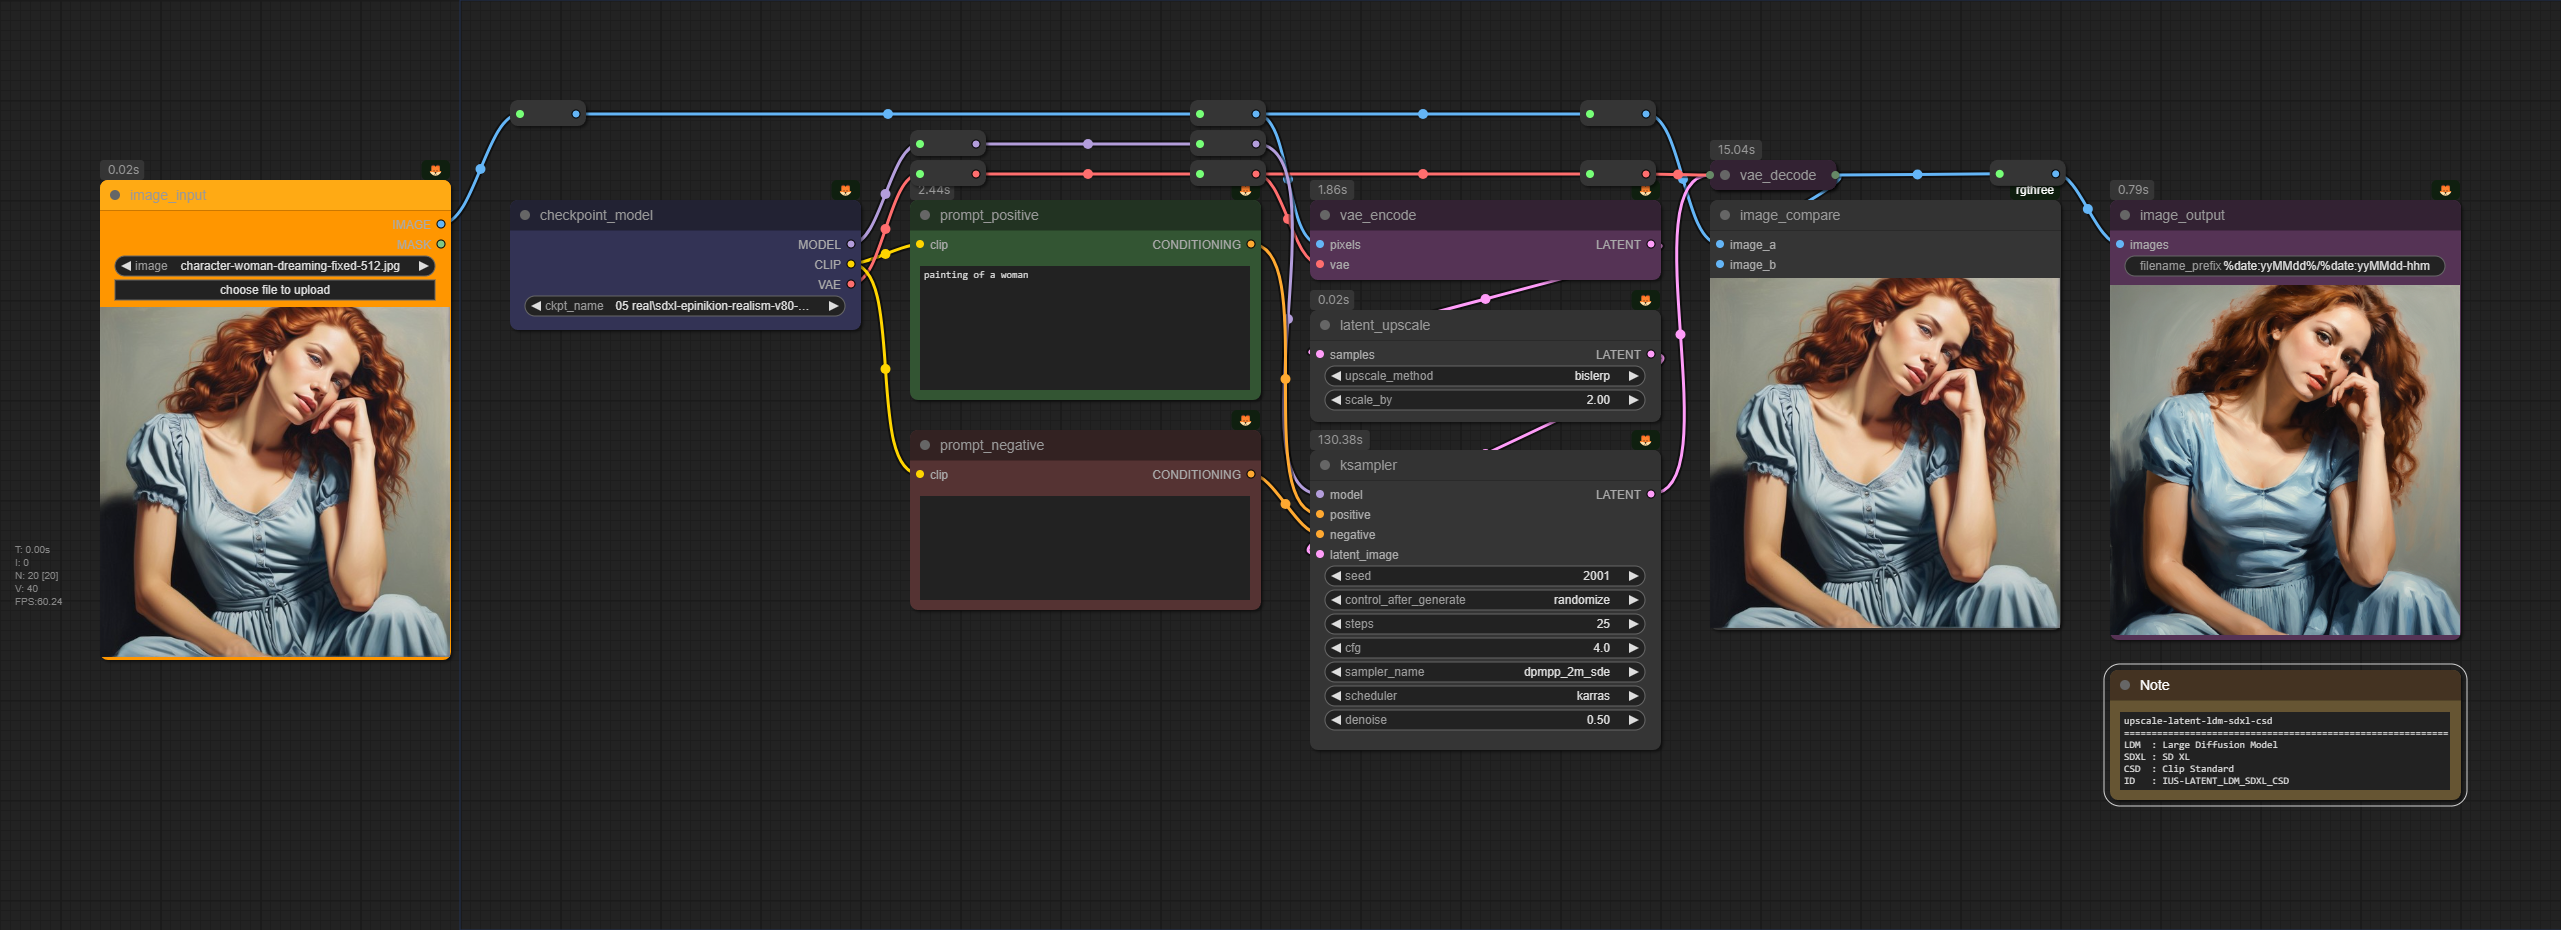 0.02s
image_input
IMAGE
MASK
image character-woman-dreaming-fixed-512.jpg
choose file to upload
T: 0.00s
I: 0
N: 20 [20]
V: 40
FPS:60.24
checkpoint_model
MODEL
CLIP
VAE
ckpt_name 05 real\sdxl-epinikion-realism-v80-...
2.44s
prompt_positive
clip CONDITIONING
painting of a woman
prompt_negative
clip CONDITIONING
1.86s
vae_encode
pixels LATENT
vae
0.02s
latent_upscale
samples LATENT
upscale_method bislerp
scale_by 2.00
130.38s
ksampler
model LATENT
positive
negative
latent_image
seed 2001
control_after_generate randomize
steps 25
cfg 4.0
sampler_name dpmpp_2m_sde
scheduler karras
denoise 0.50
15.04s
vae_decode
rgthree
image_compare
image_a
image_b
0.79s
image_output
images
filename_prefix %date:yyMMdd%/%date:yyMMdd-hhm
Note
upscale-latent-ldm-sdxl-csd
===========================================================
LDM : Large Diffusion Model
SDXL : SD XL
CSD : Clip Standard
ID : IUS-LATENT_LDM_SDXL_CSD